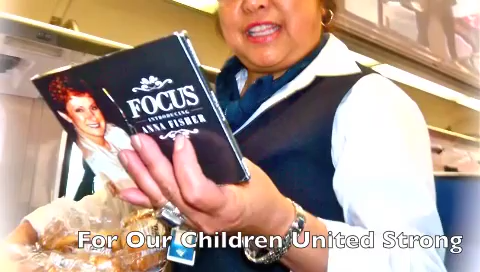 FOCUS
INTRODUCING
ANNA FISHER
For Our Children United Strong